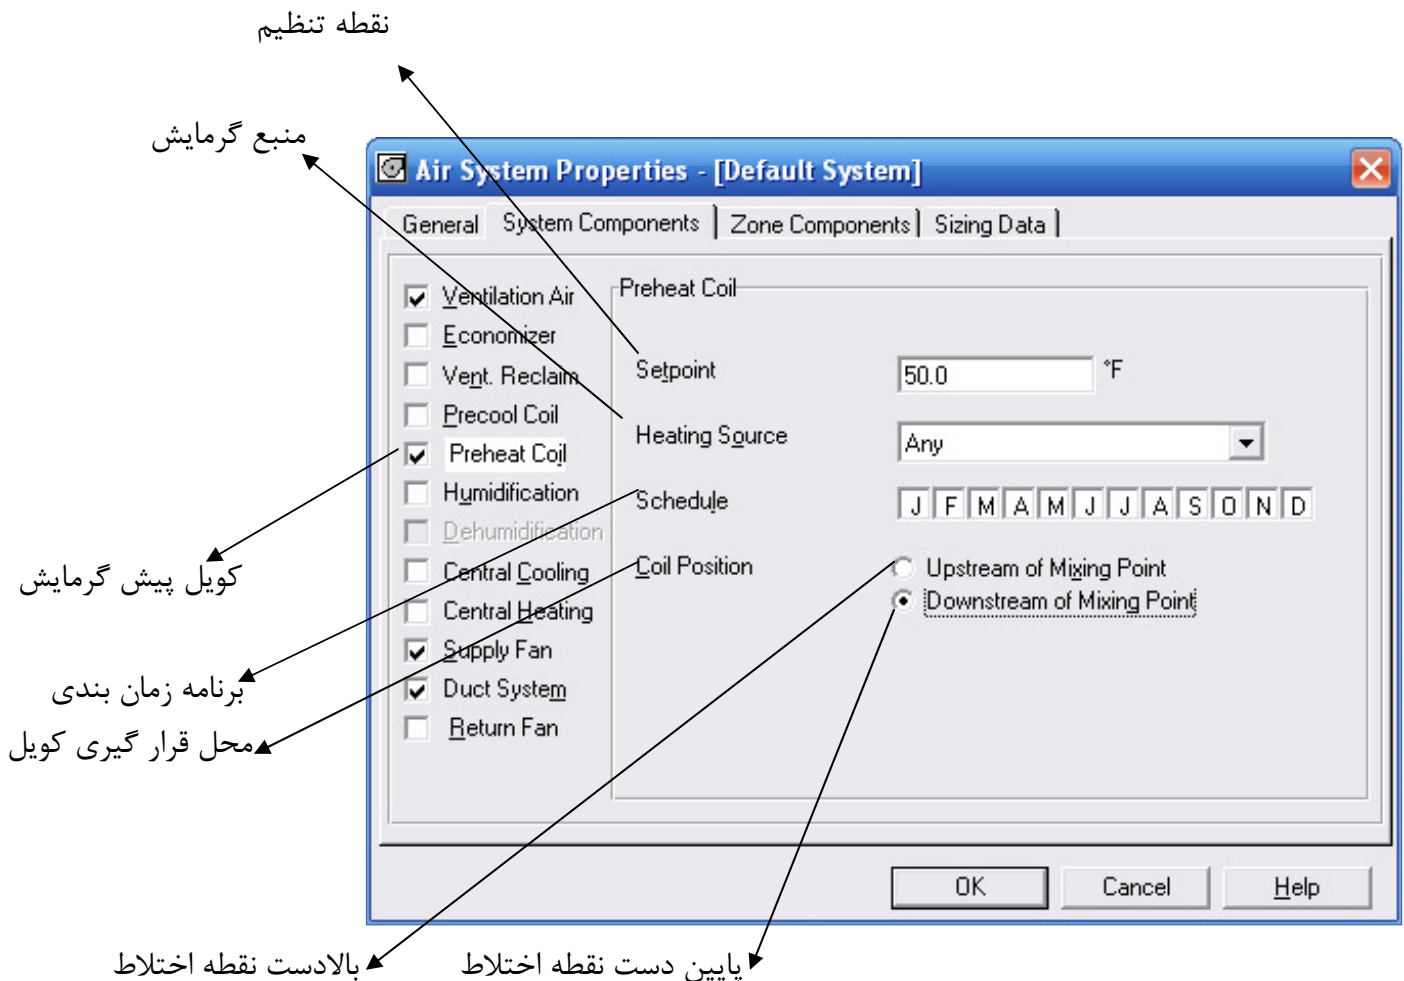 نقطه تنظیم
منبع گرمایش
Air System Properties - [Default System]
General System Components Zone Components Sizing Data
Ventilation Air
Economizer
Vent. Reclaim
Precool Coil
Preheat Coil
Humidification
Dehumidification
Central Cooling
Central Heating
Supply Fan
Duct System
Return Fan
Preheat Coil
Setpoint 50.0 °F
Heating Source Any
Schedule J F M A M J J A S O N D
Coil Position Upstream of Mixing Point
Downstream of Mixing Point
OK Cancel Help
کویل پیش گرمایش
برنامه زمان بندی
محل قرار گیری کویل
پایین دست نقطه اختلاط
بالادست نقطه اختلاط